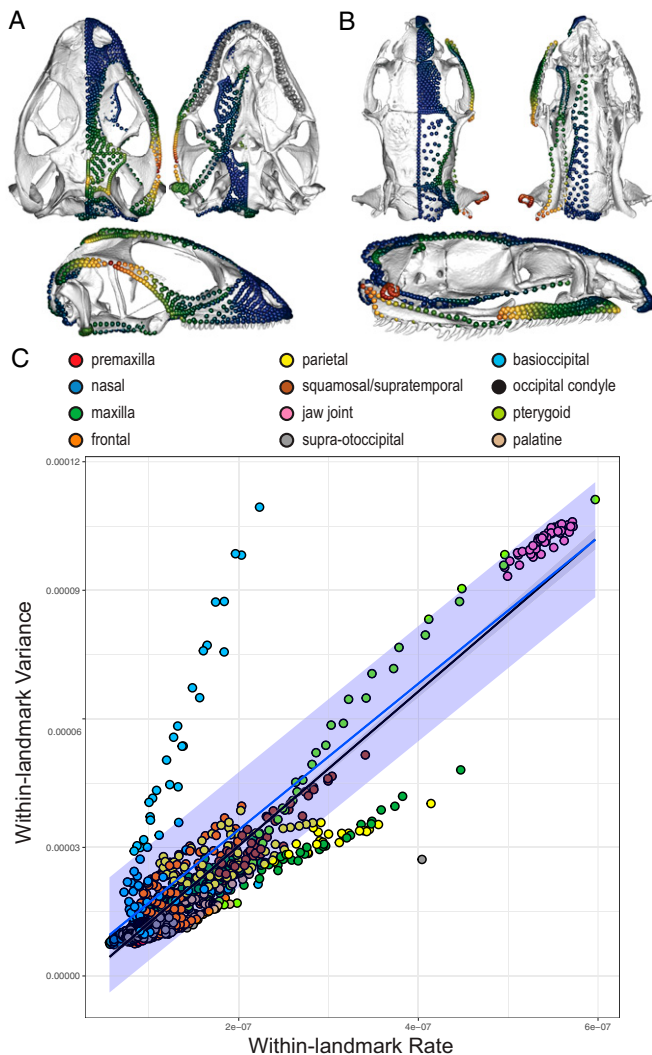 A
B
C
premaxilla
parietal
basioccipital
nasal
squamosal/supratemporal
occipital condyle
maxilla
jaw joint
pterygoid
frontal
supra-otoccipital
palatine
0.00012
0.00009
0.00006
0.00003
0.00000
Within-landmark Variance
2e-07
4e-07
6e-07
Within-landmark Rate